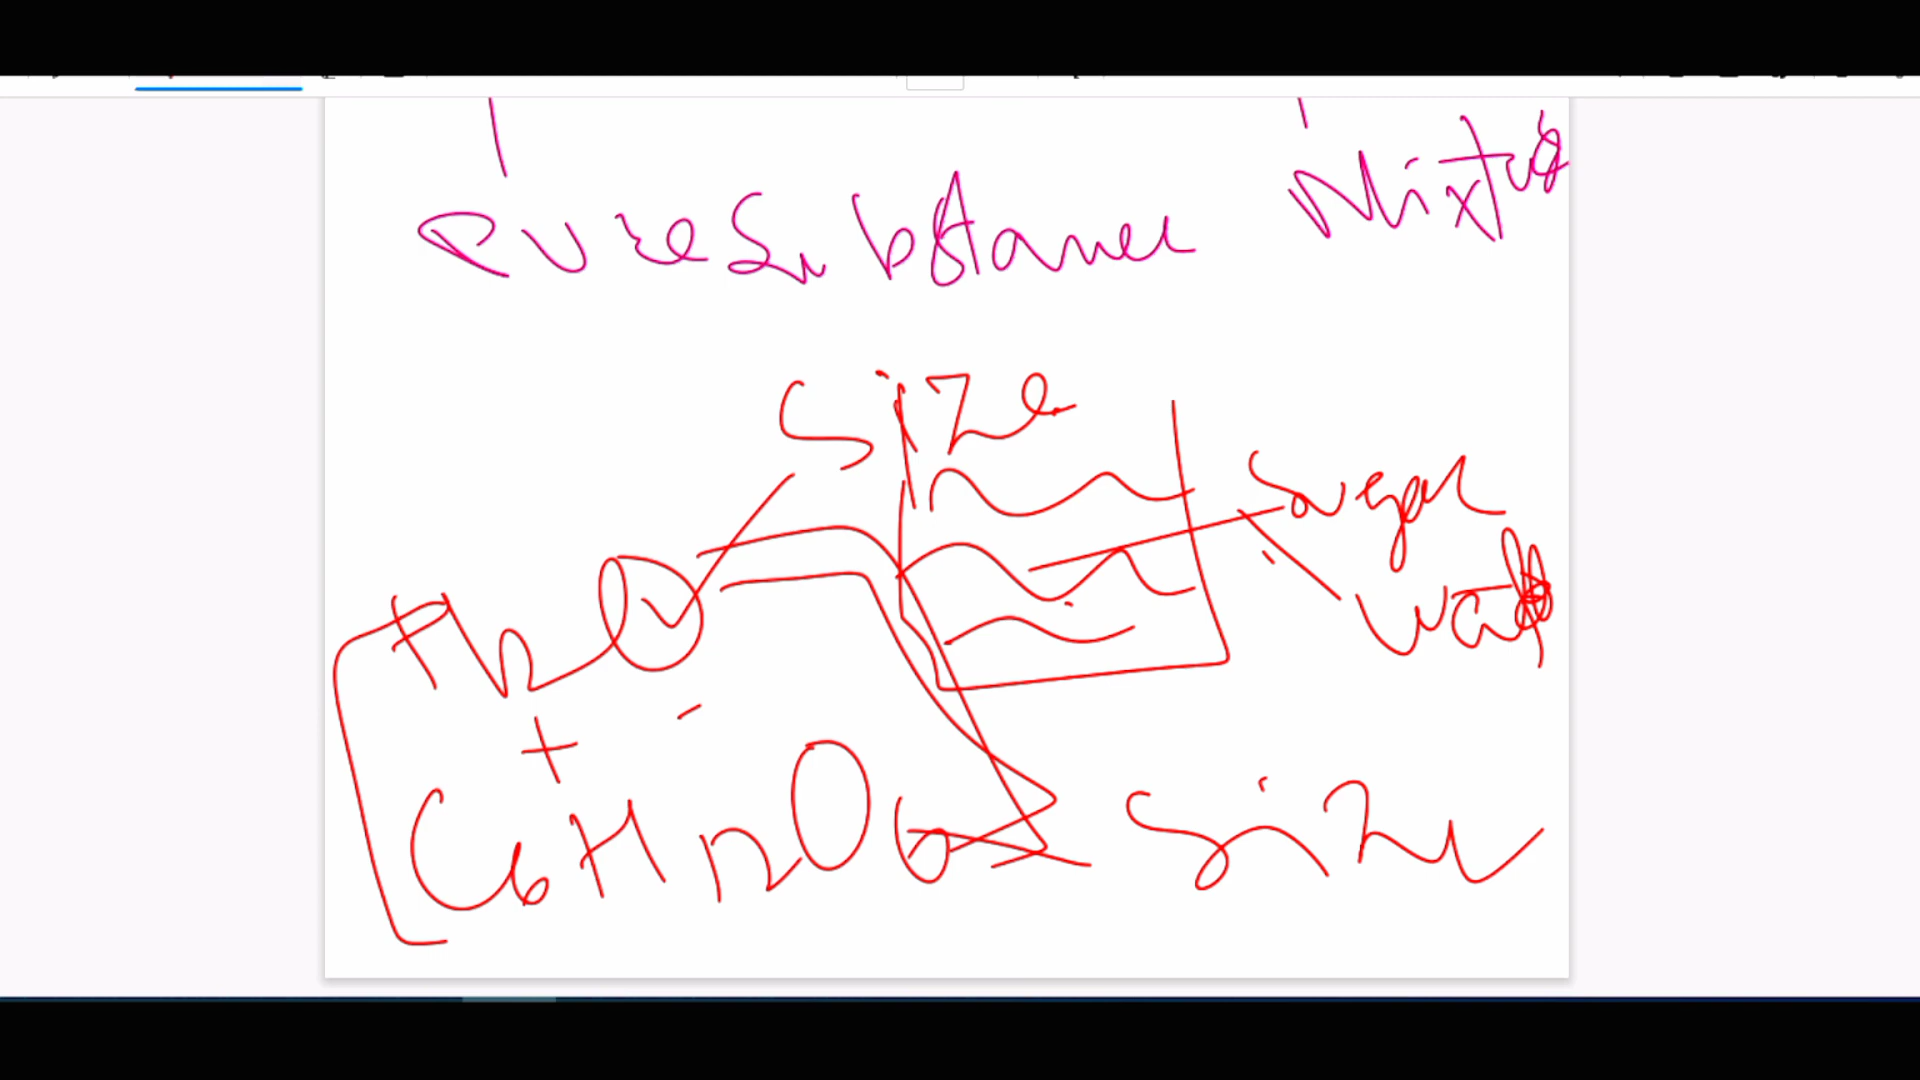 Pure Substance Mixture
Size
Sugar
Water
H2O
+
C6H12O6 Size